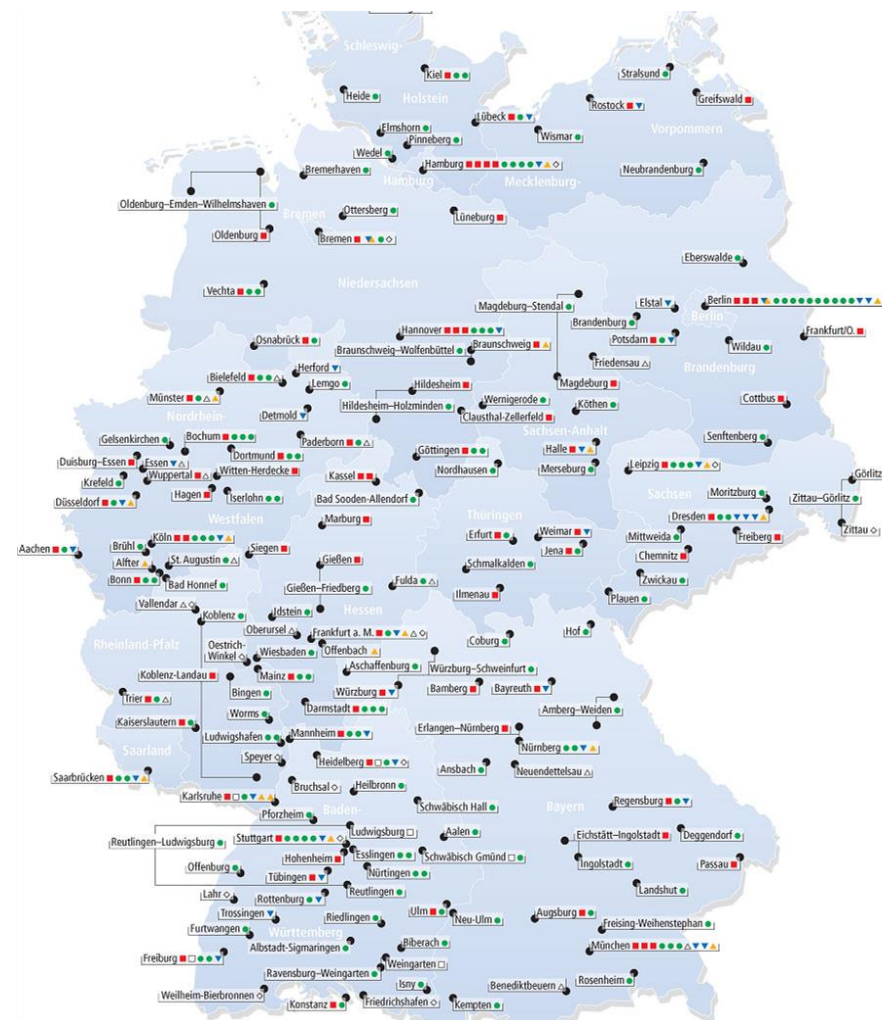 Schleswig-
Kiel
Stralsund
Heide
Holstein
Greifswald
Rostock
Lübeck
Elmshorn
Wismar
Vorpommern
Pinneberg
Wedel
Hamburg
Neubrandenburg
Bremerhaven
Hamburg
Mecklenburg-
Oldenburg–Emden–Wilhelmshaven
Ottersberg
Lüneburg
Bremen
Oldenburg
Bremen
Eberswalde
Niedersachsen
Vechta
Magdeburg–Stendal
Elstal
Berlin
Berlin
Brandenburg
Hannover
Potsdam
Frankfurt/O.
Osnabrück
Braunschweig
Wildau
Braunschweig–Wolfenbüttel
Friedensau
Brandenburg
Herford
Bielefeld
Lemgo
Hildesheim
Magdeburg
Münster
Wernigerode
Cottbus
Hildesheim–Holzminden
Köthen
Nordrhein-
Detmold
Clausthal-Zellerfeld
Sachsen-Anhalt
Gelsenkirchen
Bochum
Paderborn
Senftenberg
Halle
Duisburg–Essen
Essen
Dortmund
Göttingen
Merseburg
Leipzig
Görlitz
Wuppertal
Witten-Herdecke
Kassel
Nordhausen
Krefeld
Moritzburg
Zittau–Görlitz
Düsseldorf
Hagen
Iserlohn
Bad Sooden-Allendorf
Sachsen
Dresden
Marburg
Thüringen
Westfalen
Köln
Erfurt
Weimar
Mittweida
Freiberg
Zittau
Aachen
Brühl
Siegen
Jena
Chemnitz
Alfter
St. Augustin
Gießen
Schmalkalden
Zwickau
Bonn
Bad Honnef
Gießen–Friedberg
Fulda
Ilmenau
Plauen
Vallendar
Koblenz
Idstein
Hessen
Hof
Oberursel
Frankfurt a. M.
Coburg
Rheinland-Pfalz
Oestrich-
Winkel
Wiesbaden
Offenbach
Koblenz-Landau
Aschaffenburg
Würzburg–Schweinfurt
Mainz
Würzburg
Bamberg
Bayreuth
Trier
Bingen
Darmstadt
Amberg–Weiden
Worms
Kaiserslautern
Erlangen–Nürnberg
Ludwigshafen
Mannheim
Nürnberg
Saarland
Speyer
Heidelberg
Ansbach
Neuendettelsau
Saarbrücken
Bruchsal
Heilbronn
Karlsruhe
Schwäbisch Hall
Bayern
Regensburg
Pforzheim
Baden-
Ludwigsburg
Reutlingen–Ludwigsburg
Stuttgart
Aalen
Eichstätt–Ingolstadt
Deggendorf
Hohenheim
Esslingen
Schwäbisch Gmünd
Offenburg
Ingolstadt
Passau
Tübingen
Nürtingen
Lahr
Rottenburg
Reutlingen
Landshut
Trossingen
Riedlingen
Ulm
Neu-Ulm
Augsburg
Furtwangen
Württemberg
Freising-Weihenstephan
Albstadt-Sigmaringen
Biberach
München
Freiburg
Weingarten
Ravensburg–Weingarten
Isny
Benediktbeuern
Rosenheim
Weilheim-Bierbronnen
Konstanz
Friedrichshafen
Kempten